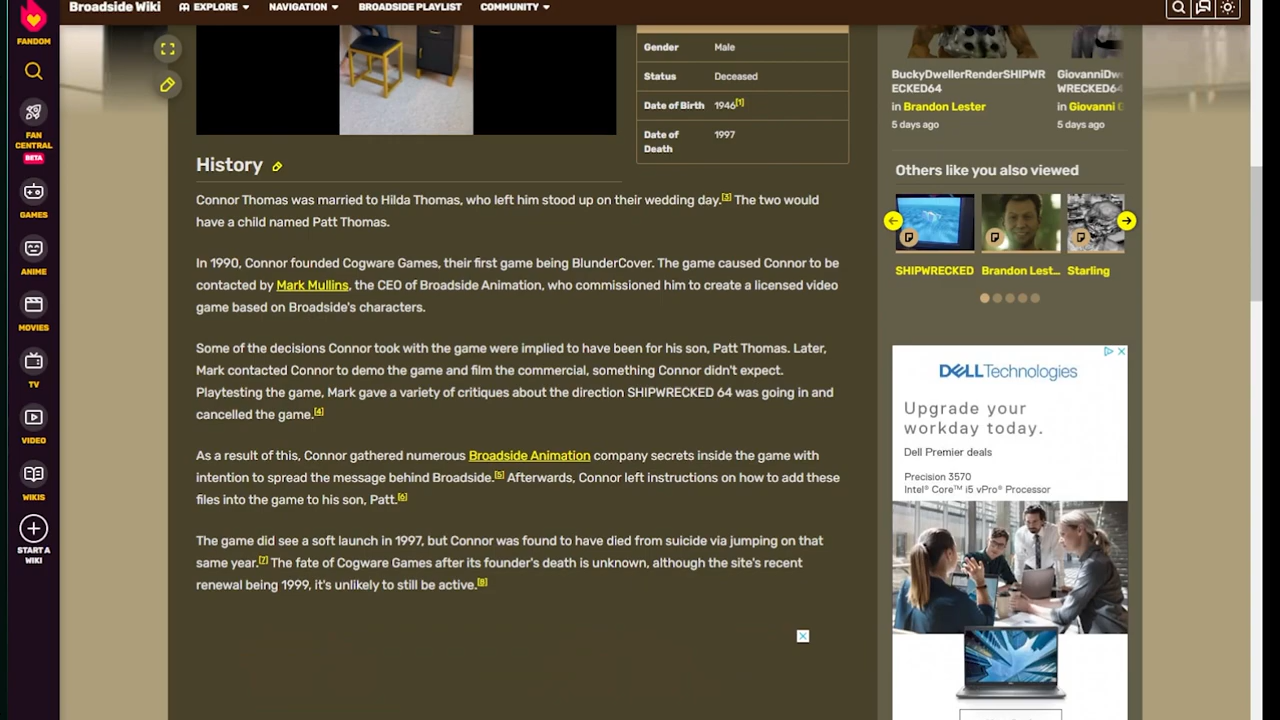 Broadside Wiki
EXPLORE
NAVIGATION
BROADSIDE PLAYLIST
COMMUNITY
FANDOM
FAN
CENTRAL
BETA
GAMES
ANIME
MOVIES
TV
VIDEO
WIKIS
START A
WIKI
Gender Male
Status Deceased
Date of Birth 1946[1]
Date of
Death
1997
History
Connor Thomas was married to Hilda Thomas, who left him stood up on their wedding day.[3] The two would
have a child named Patt Thomas.
In 1990, Connor founded Cogware Games, their first game being BlunderCover. The game caused Connor to be
contacted by Mark Mullins, the CEO of Broadside Animation, who commissioned him to create a licensed video
game based on Broadside's characters.
Some of the decisions Connor took with the game were implied to have been for his son, Patt Thomas. Later,
Mark contacted Connor to demo the game and film the commercial, something Connor didn't expect.
Playtesting the game, Mark gave a variety of critiques about the direction SHIPWRECKED 64 was going in and
cancelled the game.[4]
As a result of this, Connor gathered numerous Broadside Animation company secrets inside the game with
intention to spread the message behind Broadside.[5] Afterwards, Connor left instructions on how to add these
files into the game to his son, Patt.[6]
The game did see a soft launch in 1997, but Connor was found to have died from suicide via jumping on that
same year.[7] The fate of Cogware Games after its founder's death is unknown, although the site's recent
renewal being 1999, it's unlikely to still be active.[8]
BuckyDwellerRenderSHIPWR
ECKED64
in Brandon Lester
5 days ago
GiovanniDw
WRECKED64
in Giovanni
5 days ago
Others like you also viewed
SHIPWRECKED
Brandon Lest...
Starling
DELLTechnologies
Upgrade your
workday today.
Dell Premier deals
Precision 3570
Intel® Core™ i5 vPro® Processor